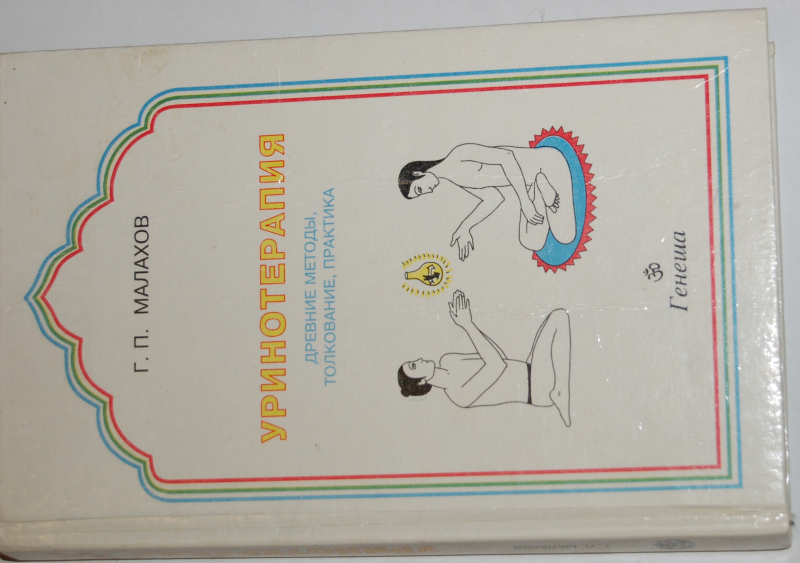 Г. П. МАЛАХОВ
УРИНОТЕРАПИЯ
ДРЕВНИЕ МЕТОДЫ,
ТОЛКОВАНИЕ, ПРАКТИКА
ॐ
Генеша